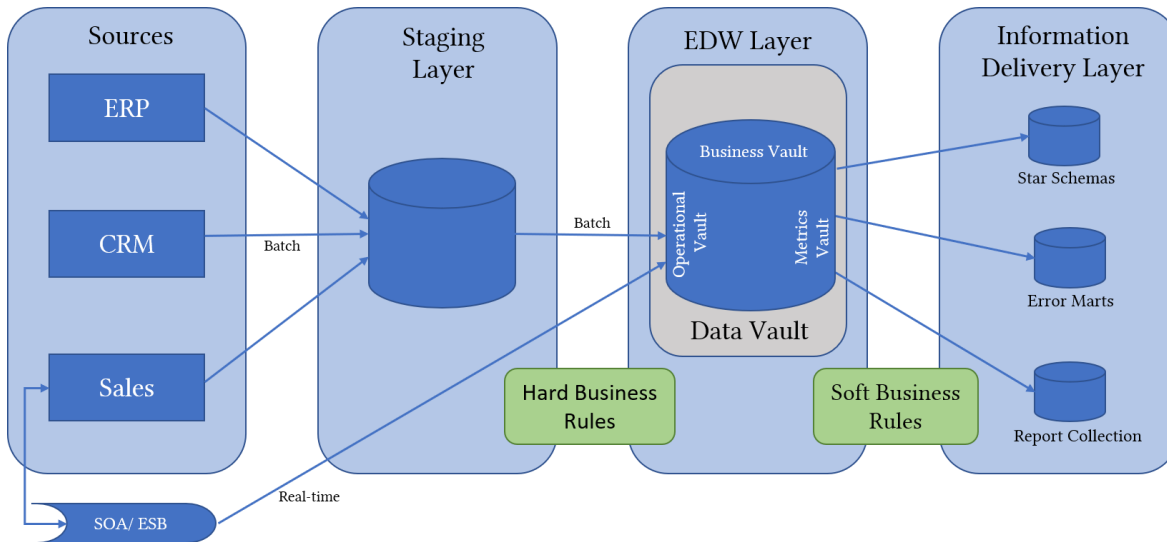 Sources
ERP
CRM
Sales
SOA/ ESB
Batch
Real-time
Staging
Layer
Batch
Hard Business
Rules
EDW Layer
Business Vault
Operational
Vault
Metrics
Vault
Data Vault
Soft Business
Rules
Information
Delivery Layer
Star Schemas
Error Marts
Report Collection